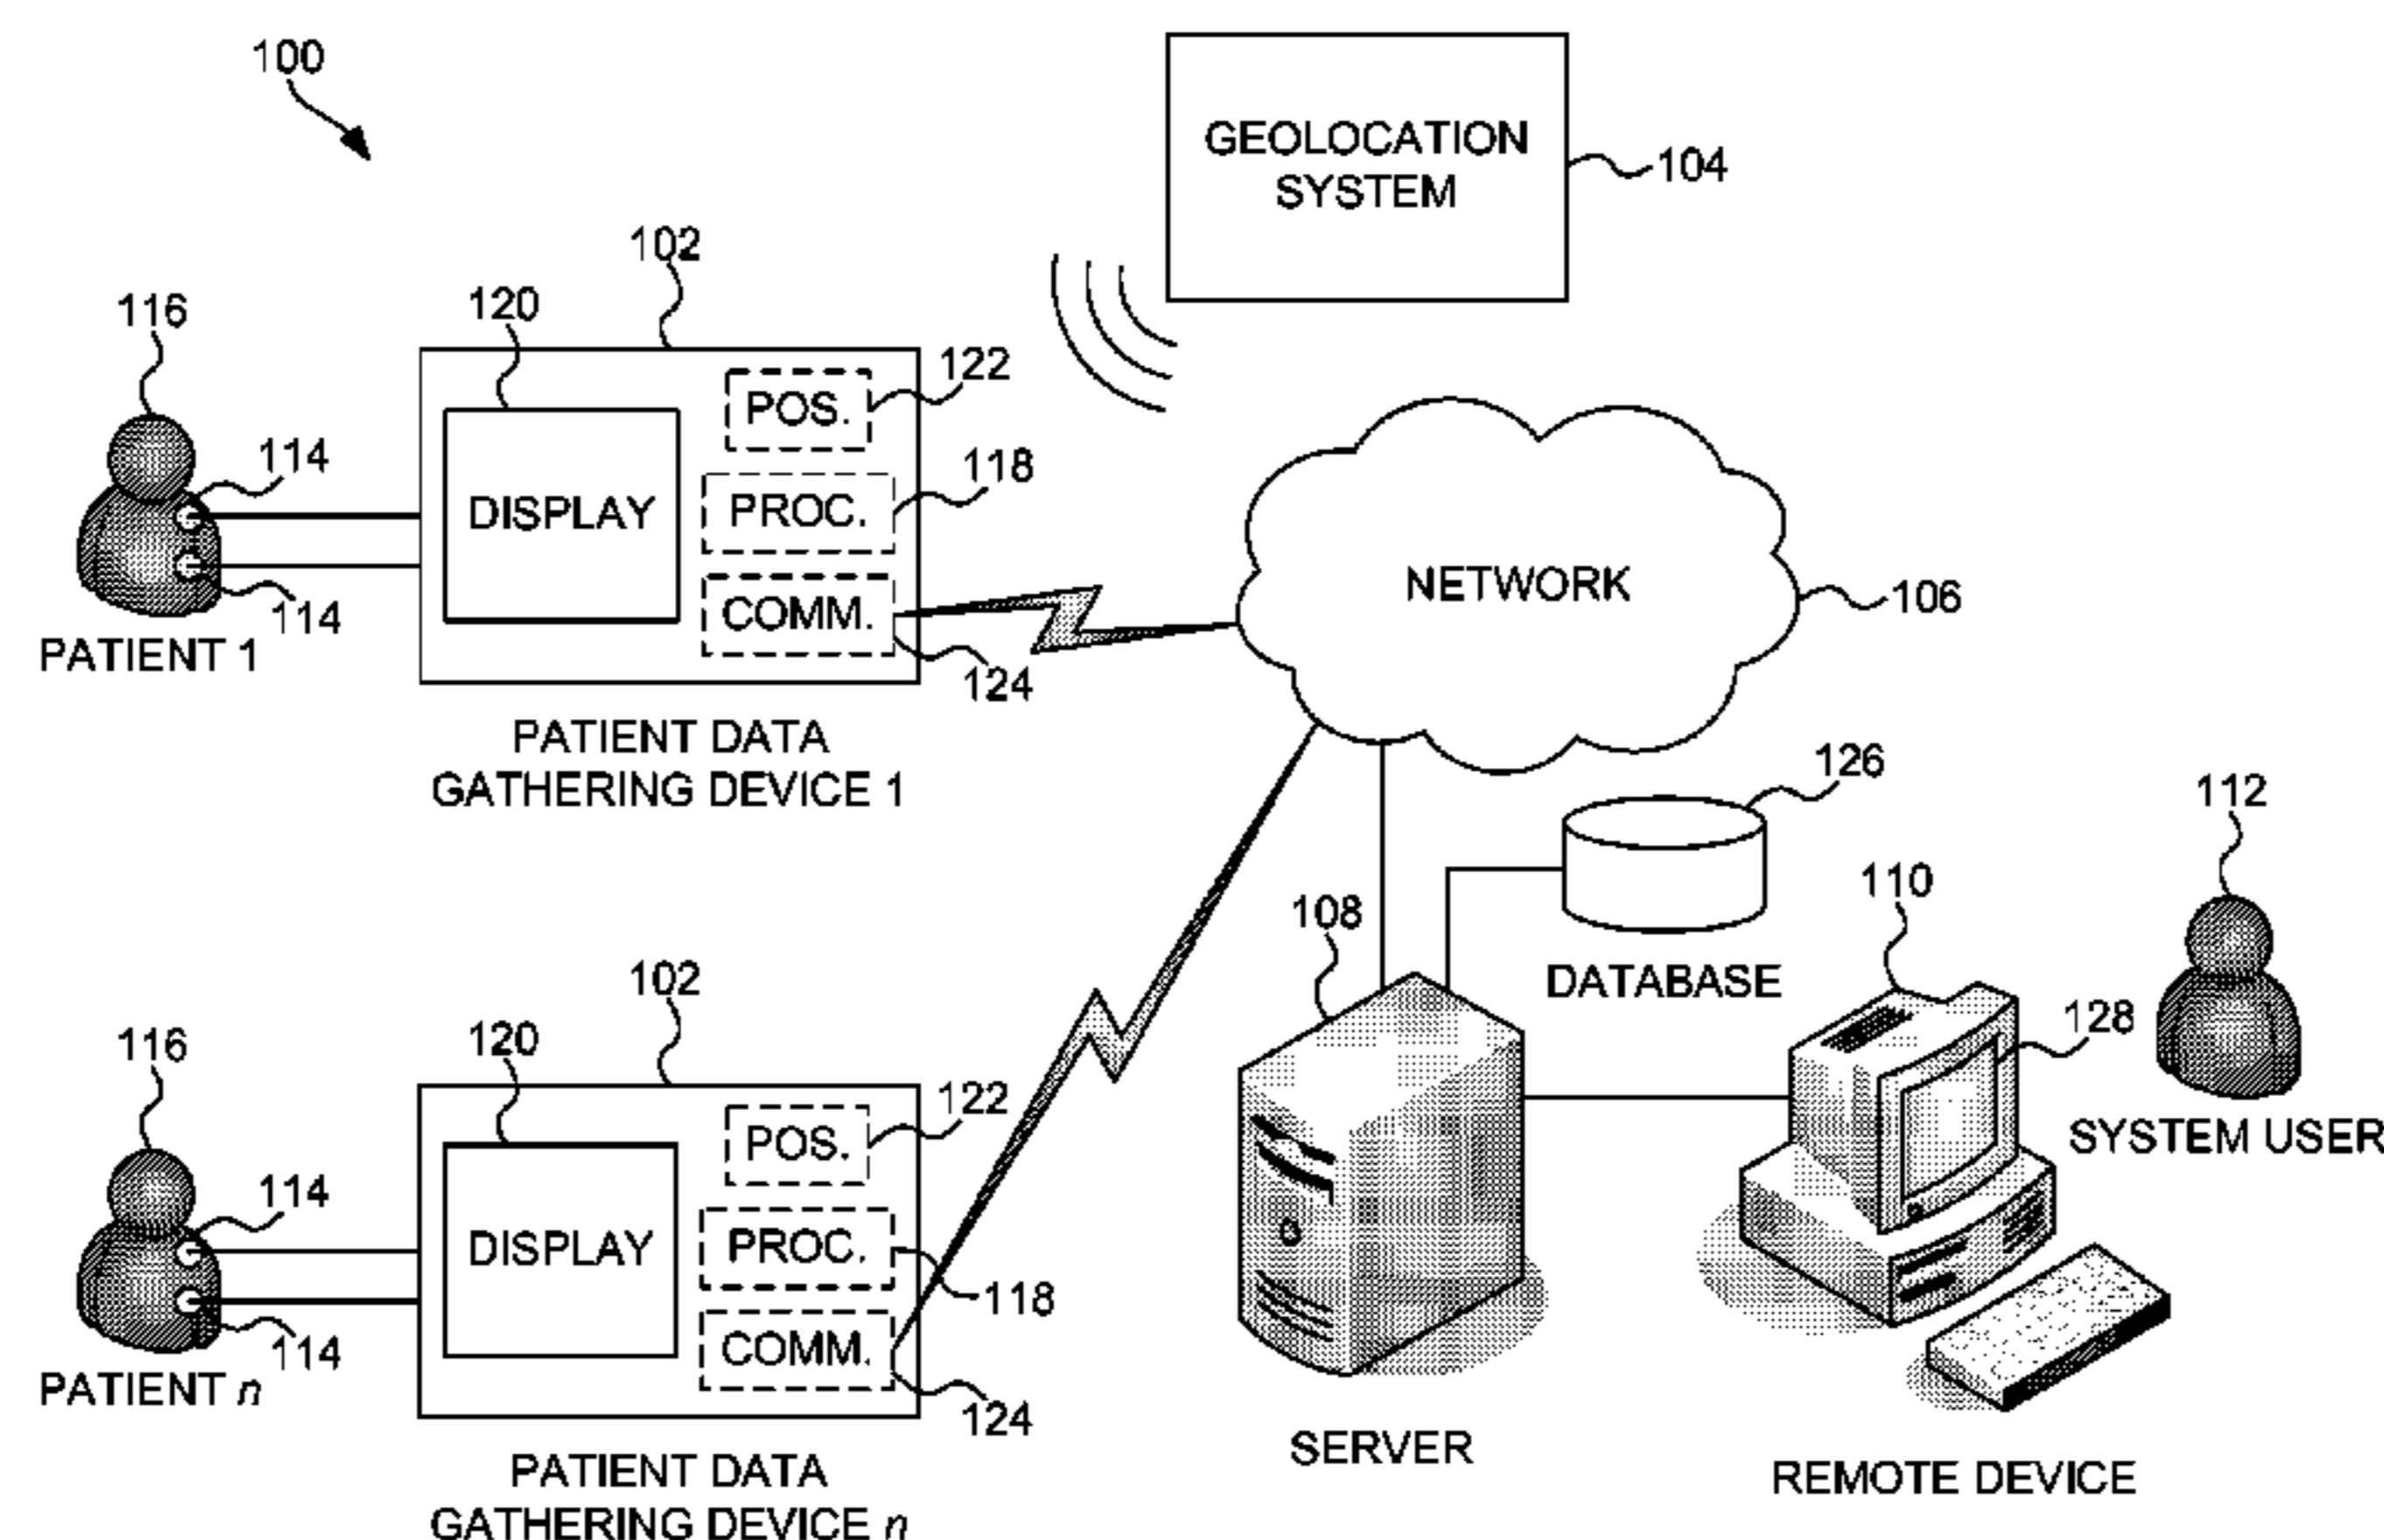 100
GEOLOCATION
SYSTEM
104
102
116
120
122
POS.
114
118
DISPLAY
PROC.
NETWORK
106
COMM.
114
PATIENT 1
124
PATIENT DATA
GATHERING DEVICE 1
126
112
110
108
DATABASE
102
128
116
120
122
POS.
SYSTEM USER
114
DISPLAY
PROC.
118
COMM.
114
PATIENT n
124
SERVER
PATIENT DATA
GATHERING DEVICE n
REMOTE DEVICE